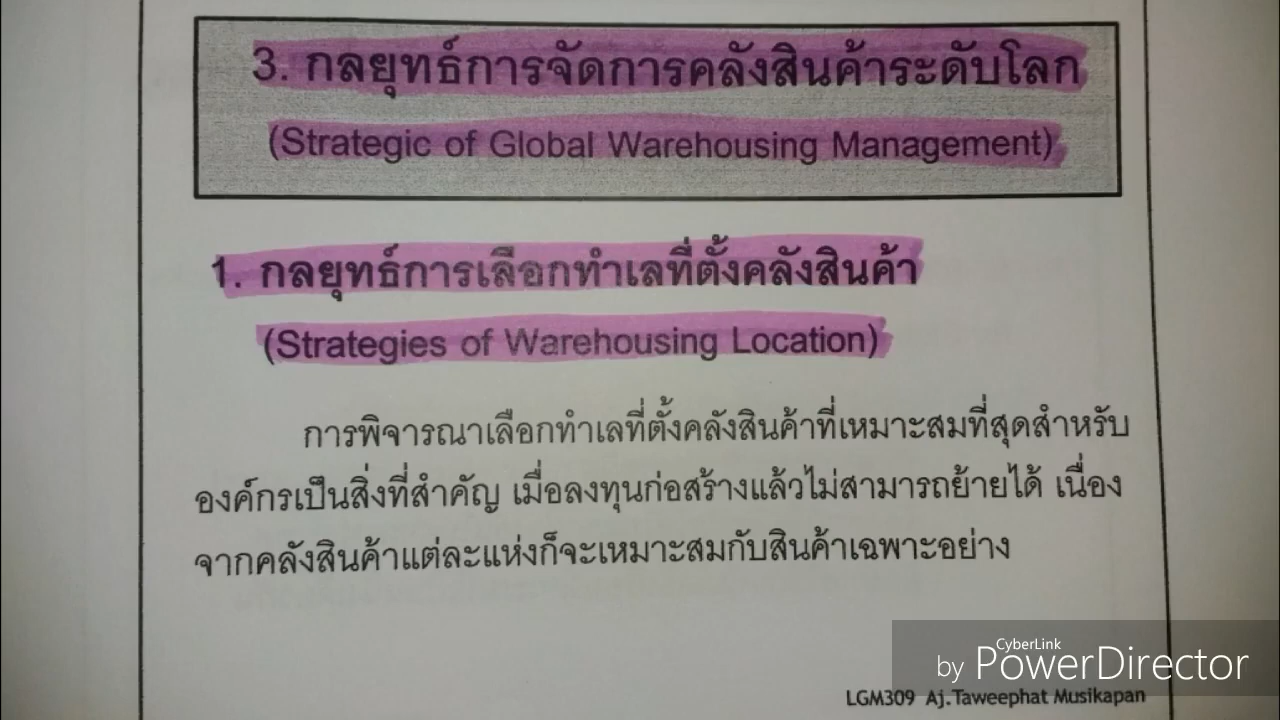 3. กลยุทธ์การจัดการคลังสินค้าระดับโลก
(Strategic of Global Warehousing Management)
1. กลยุทธ์การเลือกทำเลที่ตั้งคลังสินค้า
(Strategies of Warehousing Location)
การพิจารณาเลือกทำเลที่ตั้งคลังสินค้าที่เหมาะสมที่สุดสำหรับ
องค์กรเป็นสิ่งที่สำคัญ เมื่อลงทุนก่อสร้างแล้วไม่สามารถย้ายได้ เนื่อง
จากคลังสินค้าแต่ละแห่งก็จะเหมาะสมกับสินค้าเฉพาะอย่าง
CyberLink
by PowerDirector
LGM309 Aj.Taweephat Musikapan